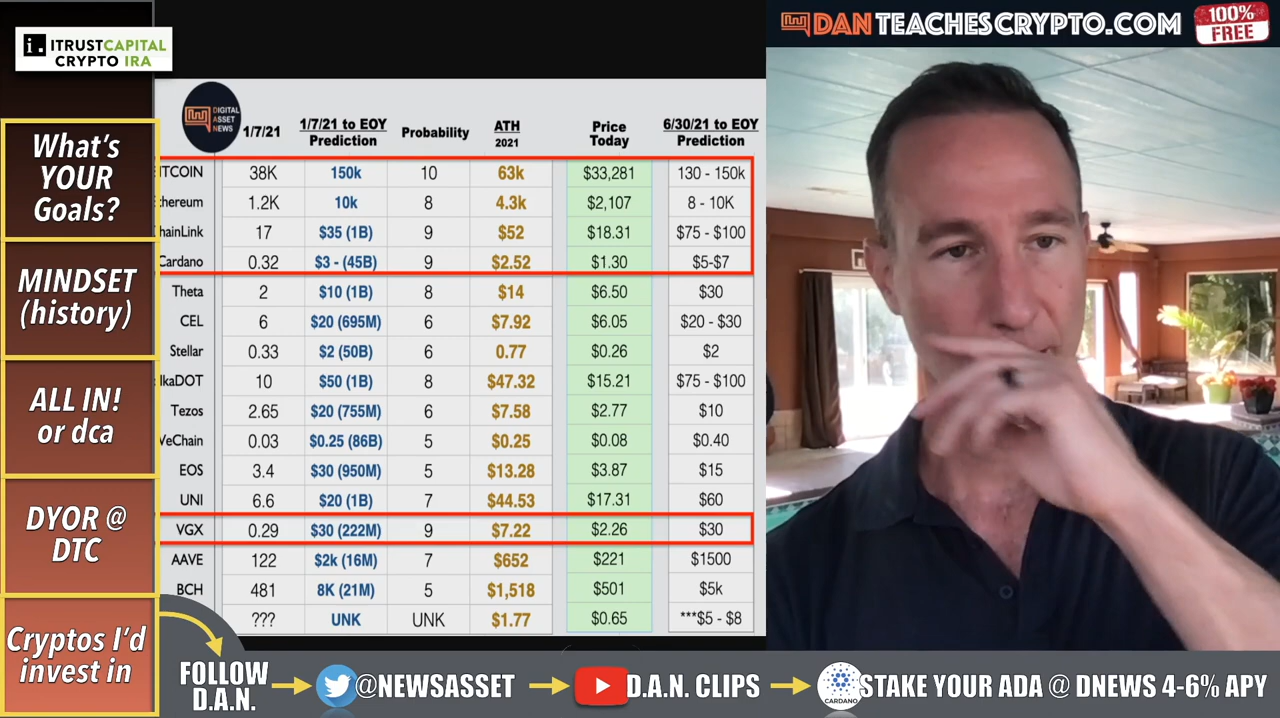 i. ITRUSTCAPITAL
CRYPTO IRA
DANTEACHESCRYPTO.COM
100%
FREE
What's
YOUR
Goals?
MINDSET
(history)
ALL IN!
or dca
DYOR @
DTC
Cryptos I'd
invest in
DIGITAL
ASSET
NEWS
1/7/21 1/7/21 to EOY Prediction Probability ATH 2021 Price Today 6/30/21 to EOY Prediction
ITCOIN 38K 150k 10 63k $33,281 130 - 150k
thereum 1.2K 10k 8 4.3k $2,107 8 - 10K
hainLink 17 $35 (1B) 9 $52 $18.31 $75 - $100
Cardano 0.32 $3 - (45B) 9 $2.52 $1.30 $5-$7
Theta 2 $10 (1B) 8 $14 $6.50 $30
CEL 6 $20 (695M) 6 $7.92 $6.05 $20 - $30
Stellar 0.33 $2 (50B) 6 0.77 $0.26 $2
lkaDOT 10 $50 (1B) 8 $47.32 $15.21 $75 - $100
Tezos 2.65 $20 (755M) 6 $7.58 $2.77 $10
VeChain 0.03 $0.25 (86B) 5 $0.25 $0.08 $0.40
EOS 3.4 $30 (950M) 5 $13.28 $3.87 $15
UNI 6.6 $20 (1B) 7 $44.53 $17.31 $60
VGX 0.29 $30 (222M) 9 $7.22 $2.26 $30
AAVE 122 $2k (16M) 7 $652 $221 $1500
BCH 481 8K (21M) 5 $1,518 $501 $5k
??? UNK UNK $1.77 $0.65 ***$5 - $8
FOLLOW
D.A.N.
@NEWSASSET
D.A.N. CLIPS
CARDANO
STAKE YOUR ADA @ DNEWS 4-6% APY